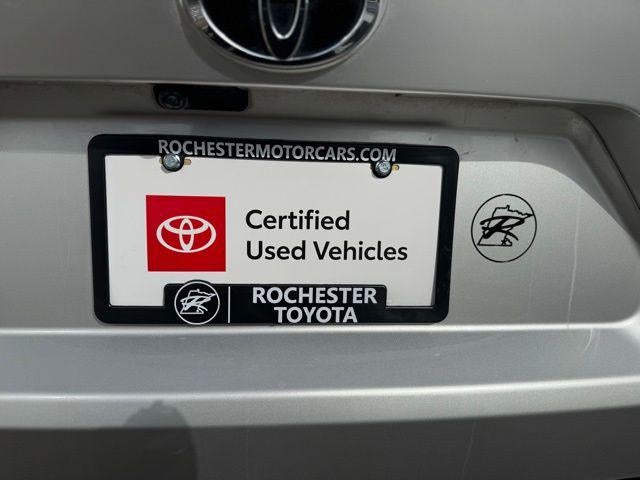 ROCHESTERMOTORCARS.COM
Certified
Used Vehicles
ROCHESTER
TOYOTA